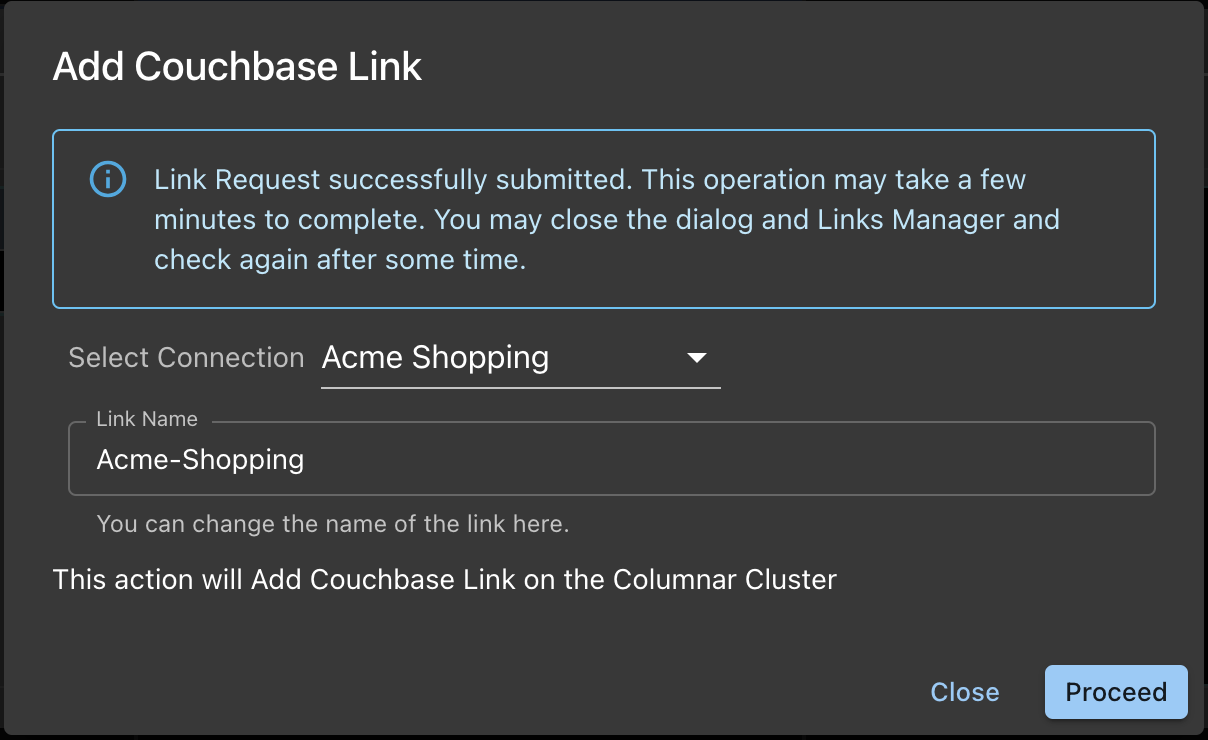 Add Couchbase Link
Link Request successfully submitted. This operation may take a few
minutes to complete. You may close the dialog and Links Manager and
check again after some time.
Select Connection Acme Shopping
Link Name
Acme-Shopping
You can change the name of the link here.
This action will Add Couchbase Link on the Columnar Cluster
Close Proceed